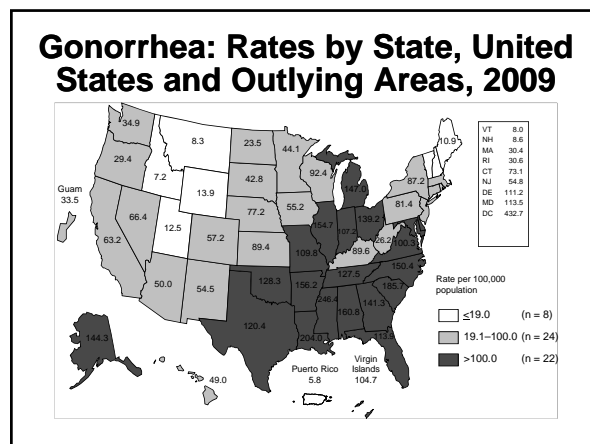 Gonorrhea: Rates by State, United
States and Outlying Areas, 2009
34.9
8.3
23.5
44.1
10.9
VT 8.0
NH 8.6
MA 30.4
RI 30.6
CT 73.1
NJ 54.8
DE 111.2
MD 113.5
DC 432.7
29.4
7.2
13.9
42.8
92.4
147.0
87.2
Guam
33.5
66.4
12.5
77.2
55.2
81.4
63.2
57.2
89.4
109.8
154.7
107.2
139.2
26.2
100.3
89.6
50.0
54.5
128.3
156.2
127.5
150.4
185.7
144.3
120.4
204.0
246.4
160.8
141.3
113.9
49.0
Puerto Rico
5.8
Virgin
Islands
104.7
Rate per 100,000
population
≤19.0 (n = 8)
19.1–100.0 (n = 24)
>100.0 (n = 22)